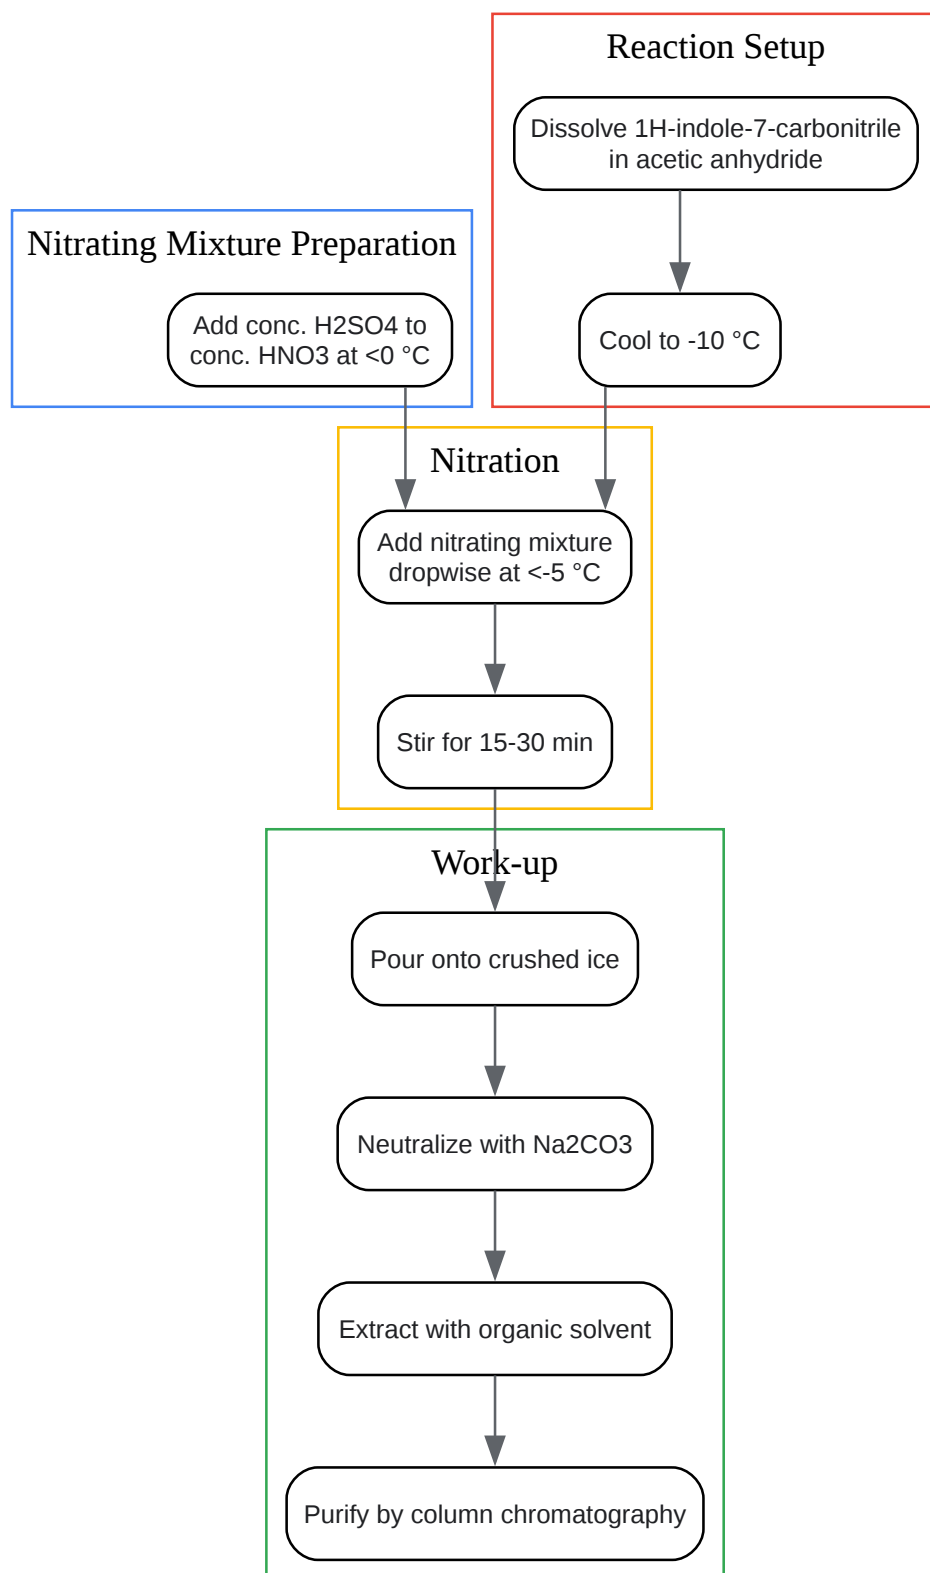 Reaction Setup
Dissolve 1H-indole-7-carbonitrile
in acetic anhydride
Cool to -10 °C
Nitrating Mixture Preparation
Add conc. H2SO4 to
conc. HNO3 at <0 °C
Nitration
Add nitrating mixture
dropwise at <-5 °C
Stir for 15-30 min
Work-up
Pour onto crushed ice
Neutralize with Na2CO3
Extract with organic solvent
Purify by column chromatography